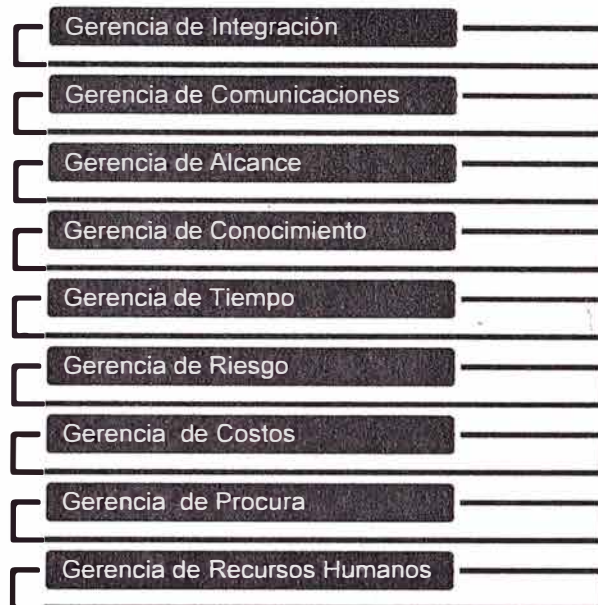 Gerencia de Integración
Gerencia de Comunicaciones
Gerencia de Alcance
Gerencia de Conocimiento
Gerencia de Tiempo
Gerencia de Riesgo
Gerencia de Costos
Gerencia de Procura
Gerencia de Recursos Humanos